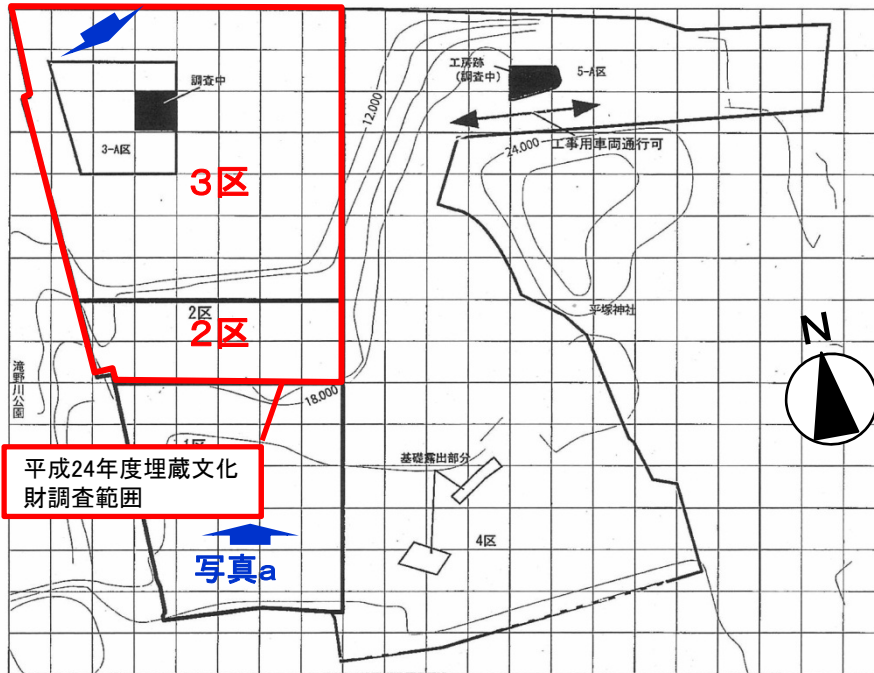 調査中
3-A区
3区
2区
2区
滝野川公園
12.000
工房跡
(調査中)
5-A区
工事用車両通行可
24.000
平塚神社
N
18.000
1区
平成24年度埋蔵文化
財調査範囲
写真a
基礎露出部分
4区